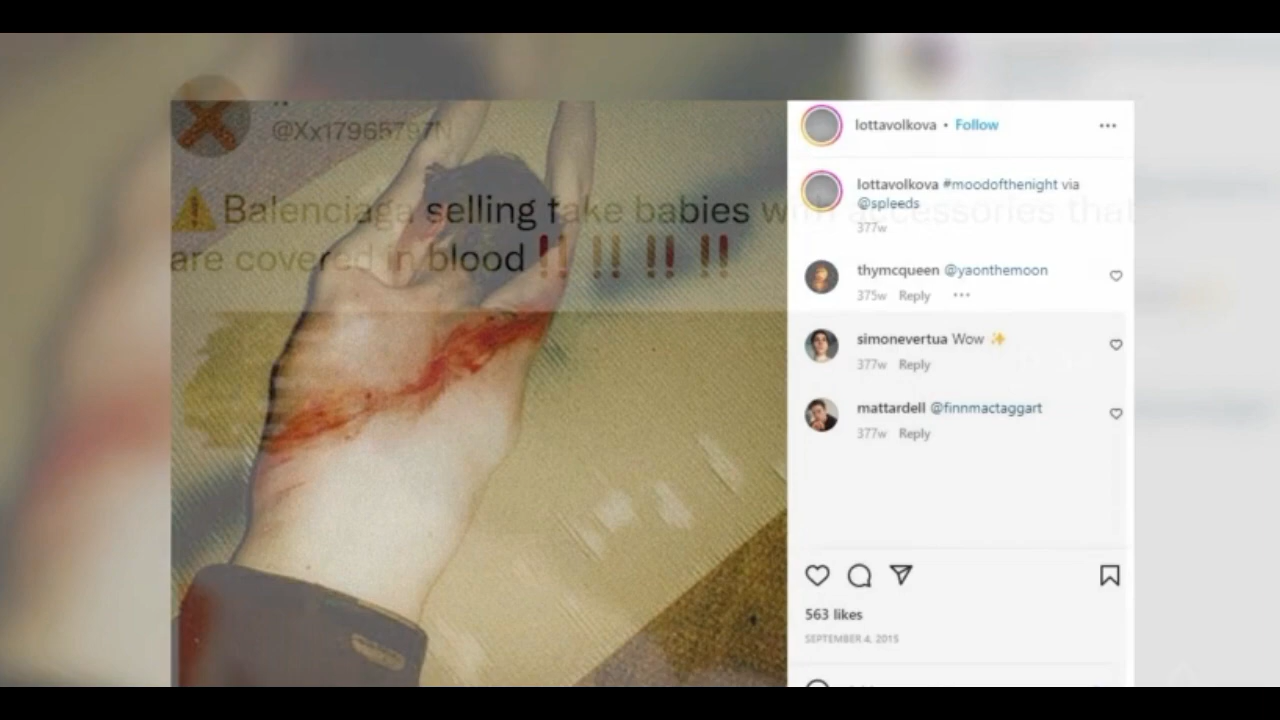 @Xx17965797N
⚠️Balenciaga selling fake babies with accessories that
are covered in blood‼️‼️‼️‼️
lottavolkova • Follow
lottavolkova #moodofthenight via
@spleeds
377w
thymcqueen @yaonthemoon
375w Reply
simonevertua Wow ✨
377w Reply
mattardell @finnmactaggart
377w Reply
563 likes
SEPTEMBER 4, 2015